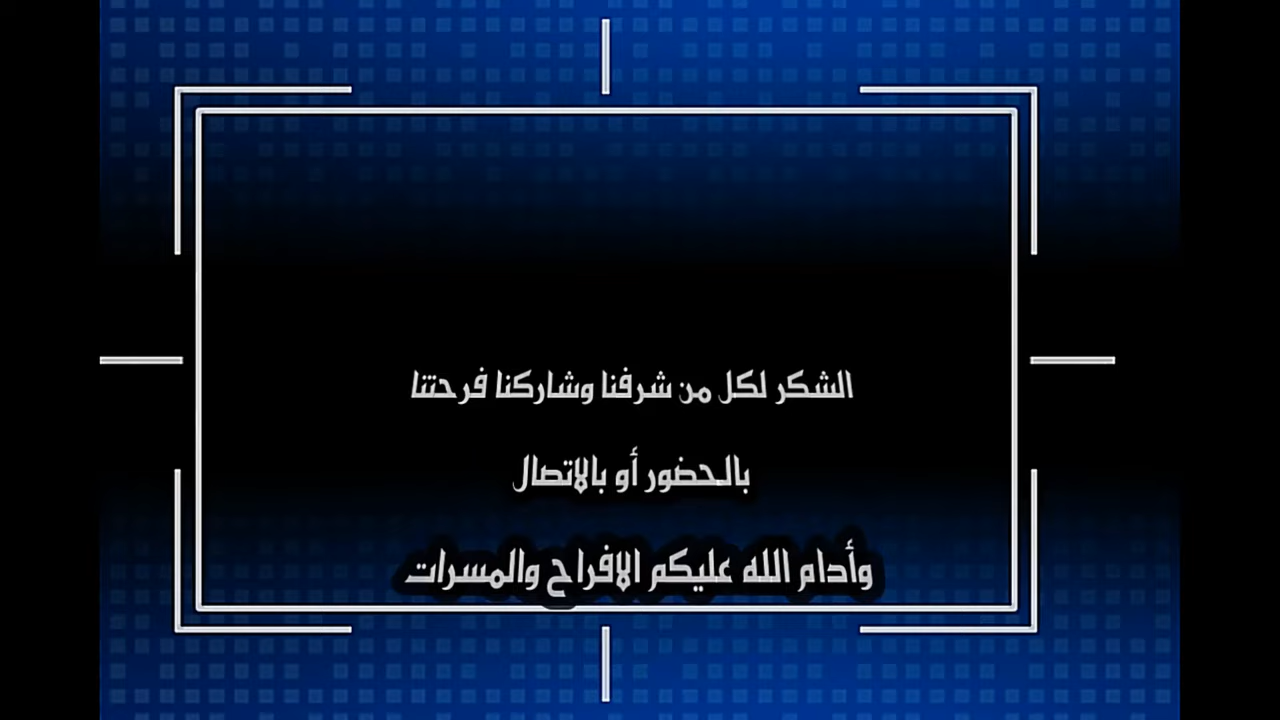 الشكر لكل من شرفنا وشاركنا فرحتنا
بالحضور أو بالاتصال
وأدام الله عليكم الافراح والمسرات